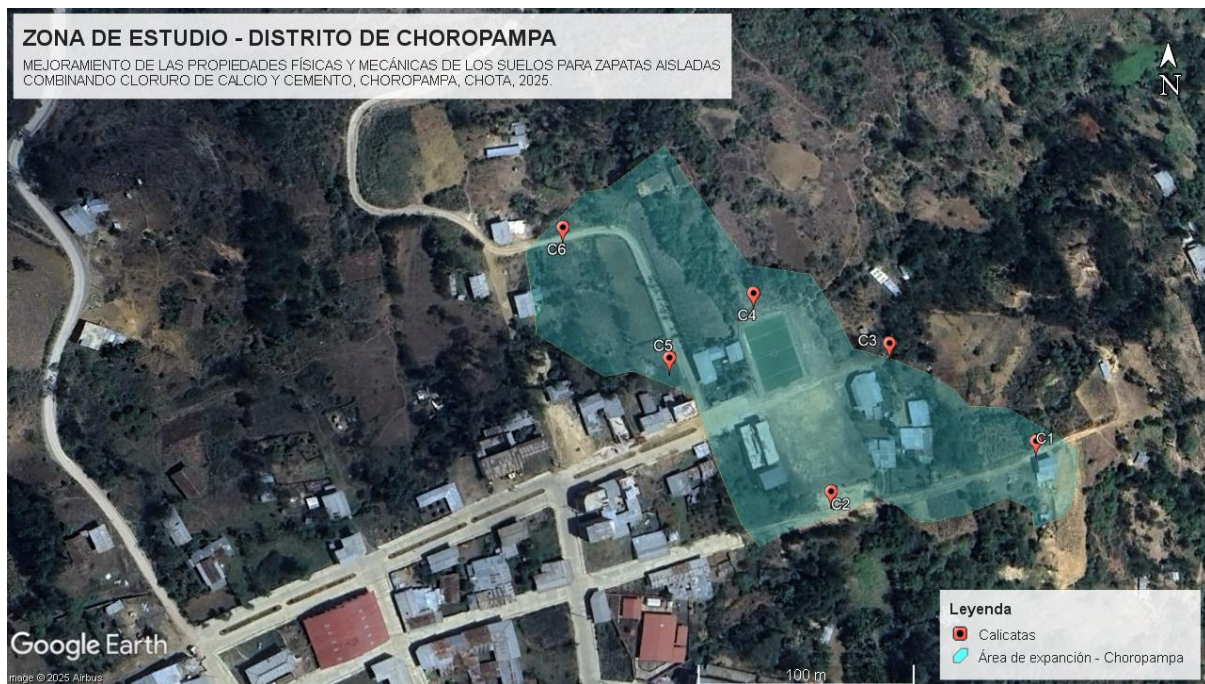 ZONA DE ESTUDIO - DISTRITO DE CHOROPAMPA
MEJORAMIENTO DE LAS PROPIEDADES FÍSICAS Y MECÁNICAS DE LOS SUELOS PARA ZAPATAS AISLADAS
COMBINANDO CLORURO DE CALCIO Y CEMENTO, CHOROPAMPA, CHOTA, 2025.
N
C6
C4
C3
C5
C1
C2
Leyenda
Calicatas
Área de expanción - Choropampa
Google Earth
mage © 2025 Airbus
100 m